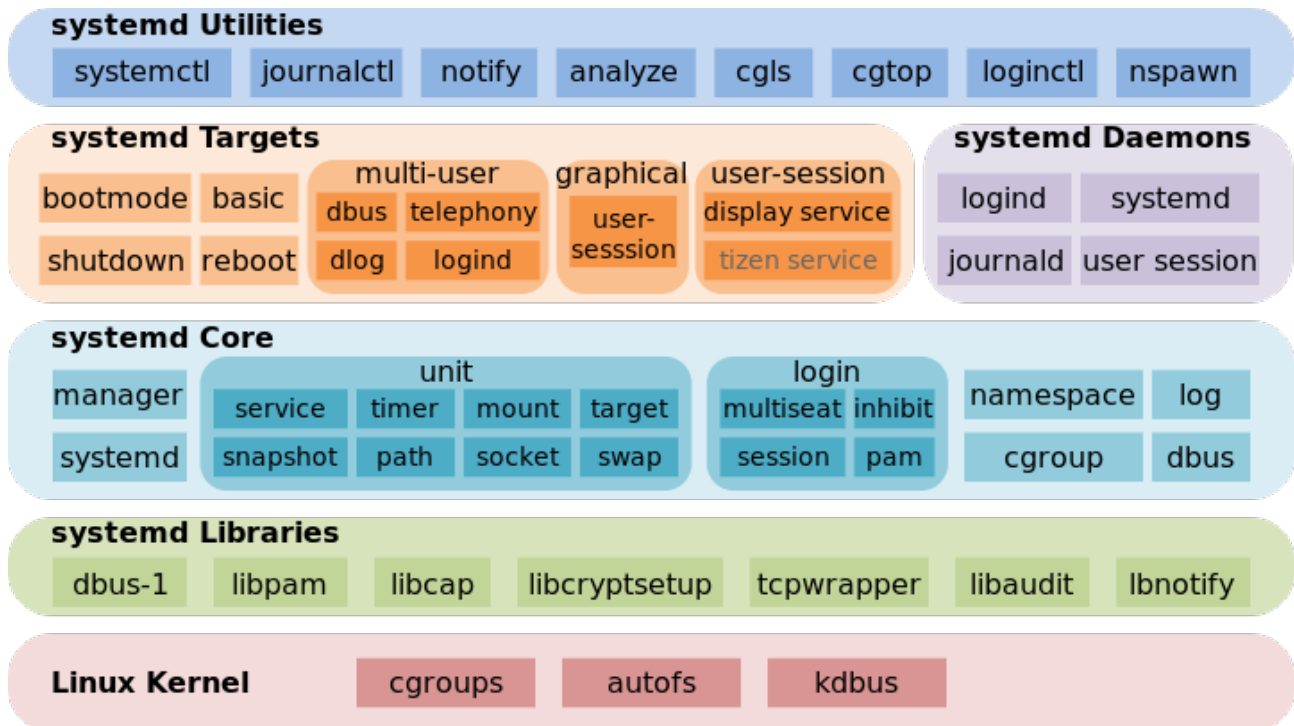 systemd Utilities
systemctl journalctl notify analyze cgls cgtop loginctl nspawn
systemd Targets
bootmode basic
shutdown reboot
multi-user
dbus telephony
dlog logind
graphical
user-
sesssion
user-session
display service
tizen service
systemd Daemons
logind systemd
journald user session
systemd Core
manager
systemd
unit
service timer mount target
snapshot path socket swap
login
multiseat inhibit
session pam
namespace log
cgroup dbus
systemd Libraries
dbus-1 libpam libcap libcryptsetup tcpwrapper libaudit lbnotify
Linux Kernel cgroups autofs kdbus